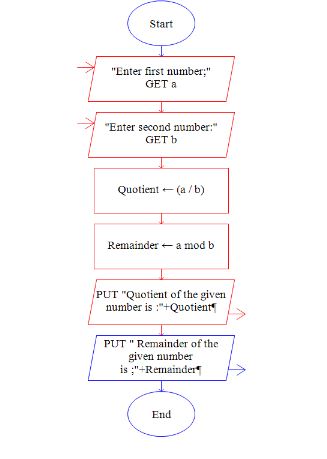 Start
"Enter first number;"
GET a
"Enter second number:"
GET b
Quotient ← (a / b)
Remainder ← a mod b
PUT "Quotient of the given
number is :"+Quotient¶
PUT " Remainder of the
given number
is ;"+Remainder¶
End